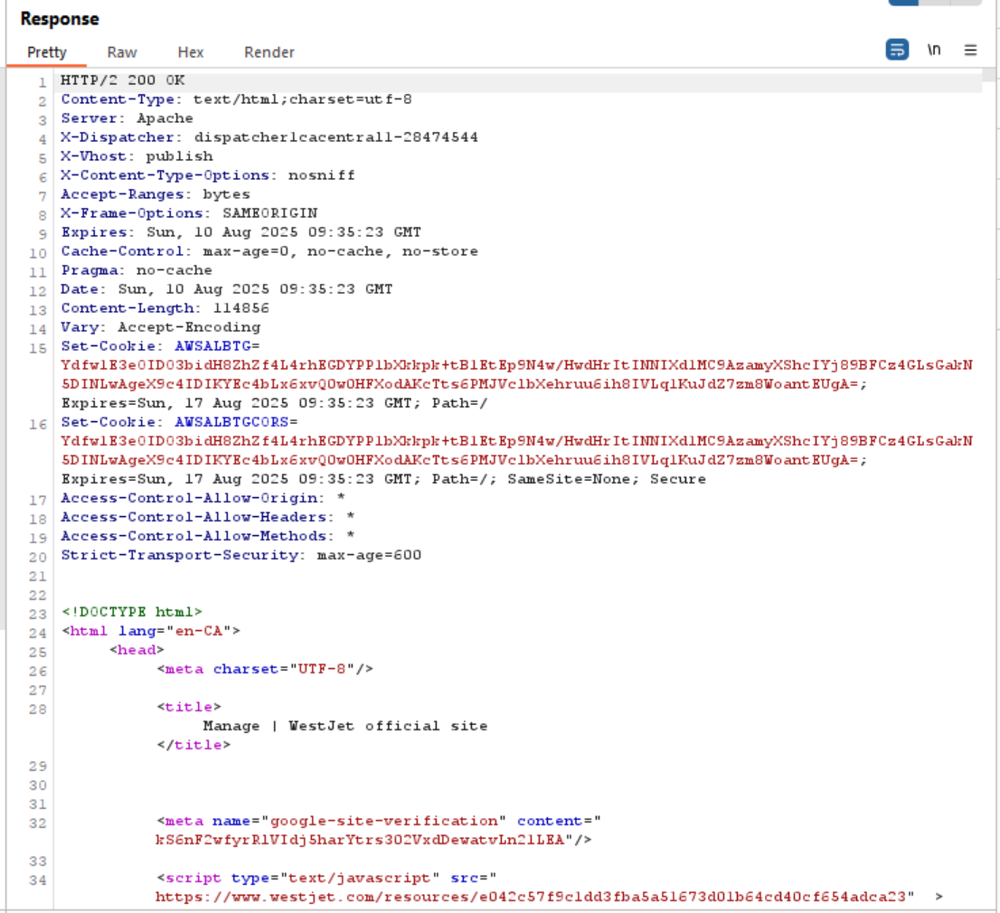 Response
Pretty Raw Hex Render \n
1 HTTP/2 200 OK
2 Content-Type: text/html;charset=utf-8
3 Server: Apache
4 X-Dispatcher: dispatcher1cacentral1-28474544
5 X-Vhost: publish
6 X-Content-Type-Options: nosniff
7 Accept-Ranges: bytes
8 X-Frame-Options: SAMEORIGIN
9 Expires: Sun, 10 Aug 2025 09:35:23 GMT
10 Cache-Control: max-age=0, no-cache, no-store
11 Pragma: no-cache
12 Date: Sun, 10 Aug 2025 09:35:23 GMT
13 Content-Length: 114856
14 Vary: Accept-Encoding
15 Set-Cookie: AWSALBTG=
YdfwlE3e0ID03bidH8ZhZf4L4rhEGDYPPlbXkkpk+tBlEtEp9N4w/HwdHrItINNIXdlMC9AzamyXShcIYj89BFCz4GLsGakN
5DINLwAgeX9c4IDIKYEc4bLx6xvQ0w0HFXodAKcTts6PMJVclbXehruu6ih8IVLqlKuJdZ7zm8WoantEUgA=;
Expires=Sun, 17 Aug 2025 09:35:23 GMT; Path=/
16 Set-Cookie: AWSALBTGCORS=
YdfwlE3e0ID03bidH8ZhZf4L4rhEGDYPPlbXkkpk+tBlEtEp9N4w/HwdHrItINNIXdlMC9AzamyXShcIYj89BFCz4GLsGakN
5DINLwAgeX9c4IDIKYEc4bLx6xvQ0w0HFXodAKcTts6PMJVclbXehruu6ih8IVLqlKuJdZ7zm8WoantEUgA=;
Expires=Sun, 17 Aug 2025 09:35:23 GMT; Path=/; SameSite=None; Secure
17 Access-Control-Allow-Origin: *
18 Access-Control-Allow-Headers: *
19 Access-Control-Allow-Methods: *
20 Strict-Transport-Security: max-age=600
21
22
23 <!DOCTYPE html>
24 <html lang="en-CA">
25 <head>
26 <meta charset="UTF-8"/>
27
28 <title>
Manage | WestJet official site
</title>
29
30
31
32 <meta name="google-site-verification" content="
kS6nF2wfyrRlVIdj5harYtrs302VxdDewatvLn21LEA"/>
33
34 <script type="text/javascript" src="
https://www.westjet.com/resources/e042c57f9c1dd3fba5a51673d01b64cd40cf654adca23" >